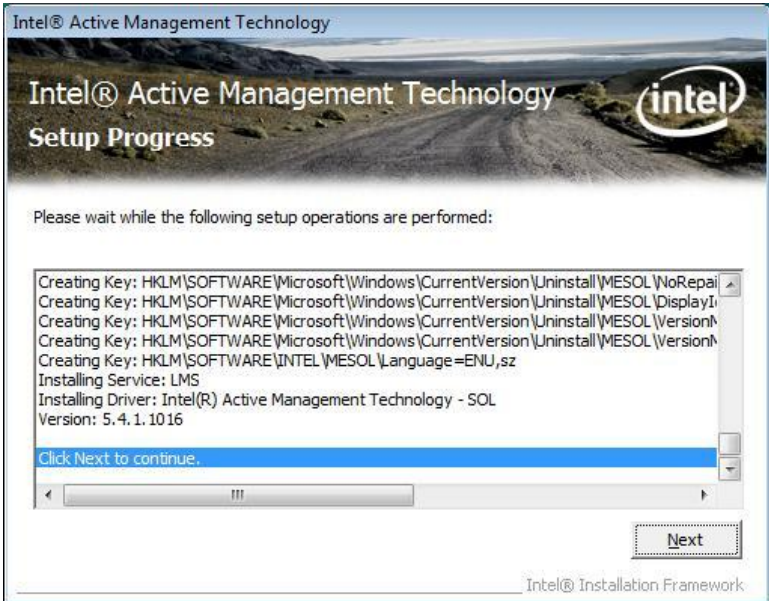 Intel® Active Management Technology
Intel® Active Management Technology
intel
Setup Progress
Please wait while the following setup operations are performed:
Creating Key: HKLM\SOFTWARE\Microsoft\Windows\CurrentVersion\Uninstall\MESOL\NoRepai
Creating Key: HKLM\SOFTWARE\Microsoft\Windows\CurrentVersion\Uninstall\MESOL\DisplayI
Creating Key: HKLM\SOFTWARE\Microsoft\Windows\CurrentVersion\Uninstall\MESOL\VersionM
Creating Key: HKLM\SOFTWARE\Microsoft\Windows\CurrentVersion\Uninstall\MESOL\VersionM
Creating Key: HKLM\SOFTWARE\INTEL\MESOL\Language=ENU,sz
Installing Service: LMS
Installing Driver: Intel(R) Active Management Technology - SOL
Version: 5.4.1.1016
Click Next to continue.
Next
Intel® Installation Framework